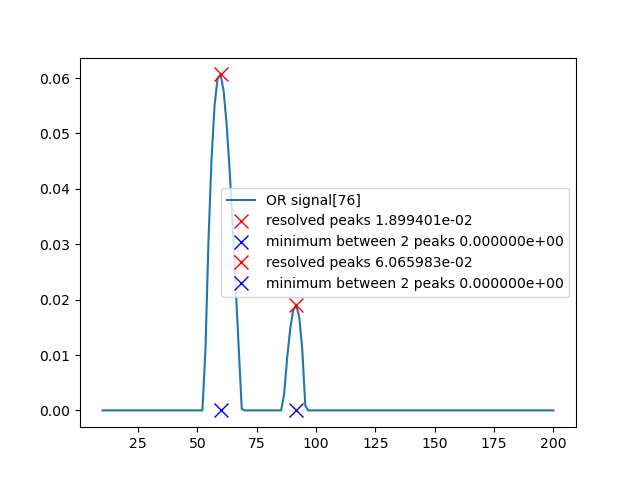 0.06
0.05
0.04
0.03
0.02
0.01
0.00
OR signal[76]
resolved peaks 1.899401e-02
minimum between 2 peaks 0.000000e+00
resolved peaks 6.065983e-02
minimum between 2 peaks 0.000000e+00
25 50 75 100 125 150 175 200